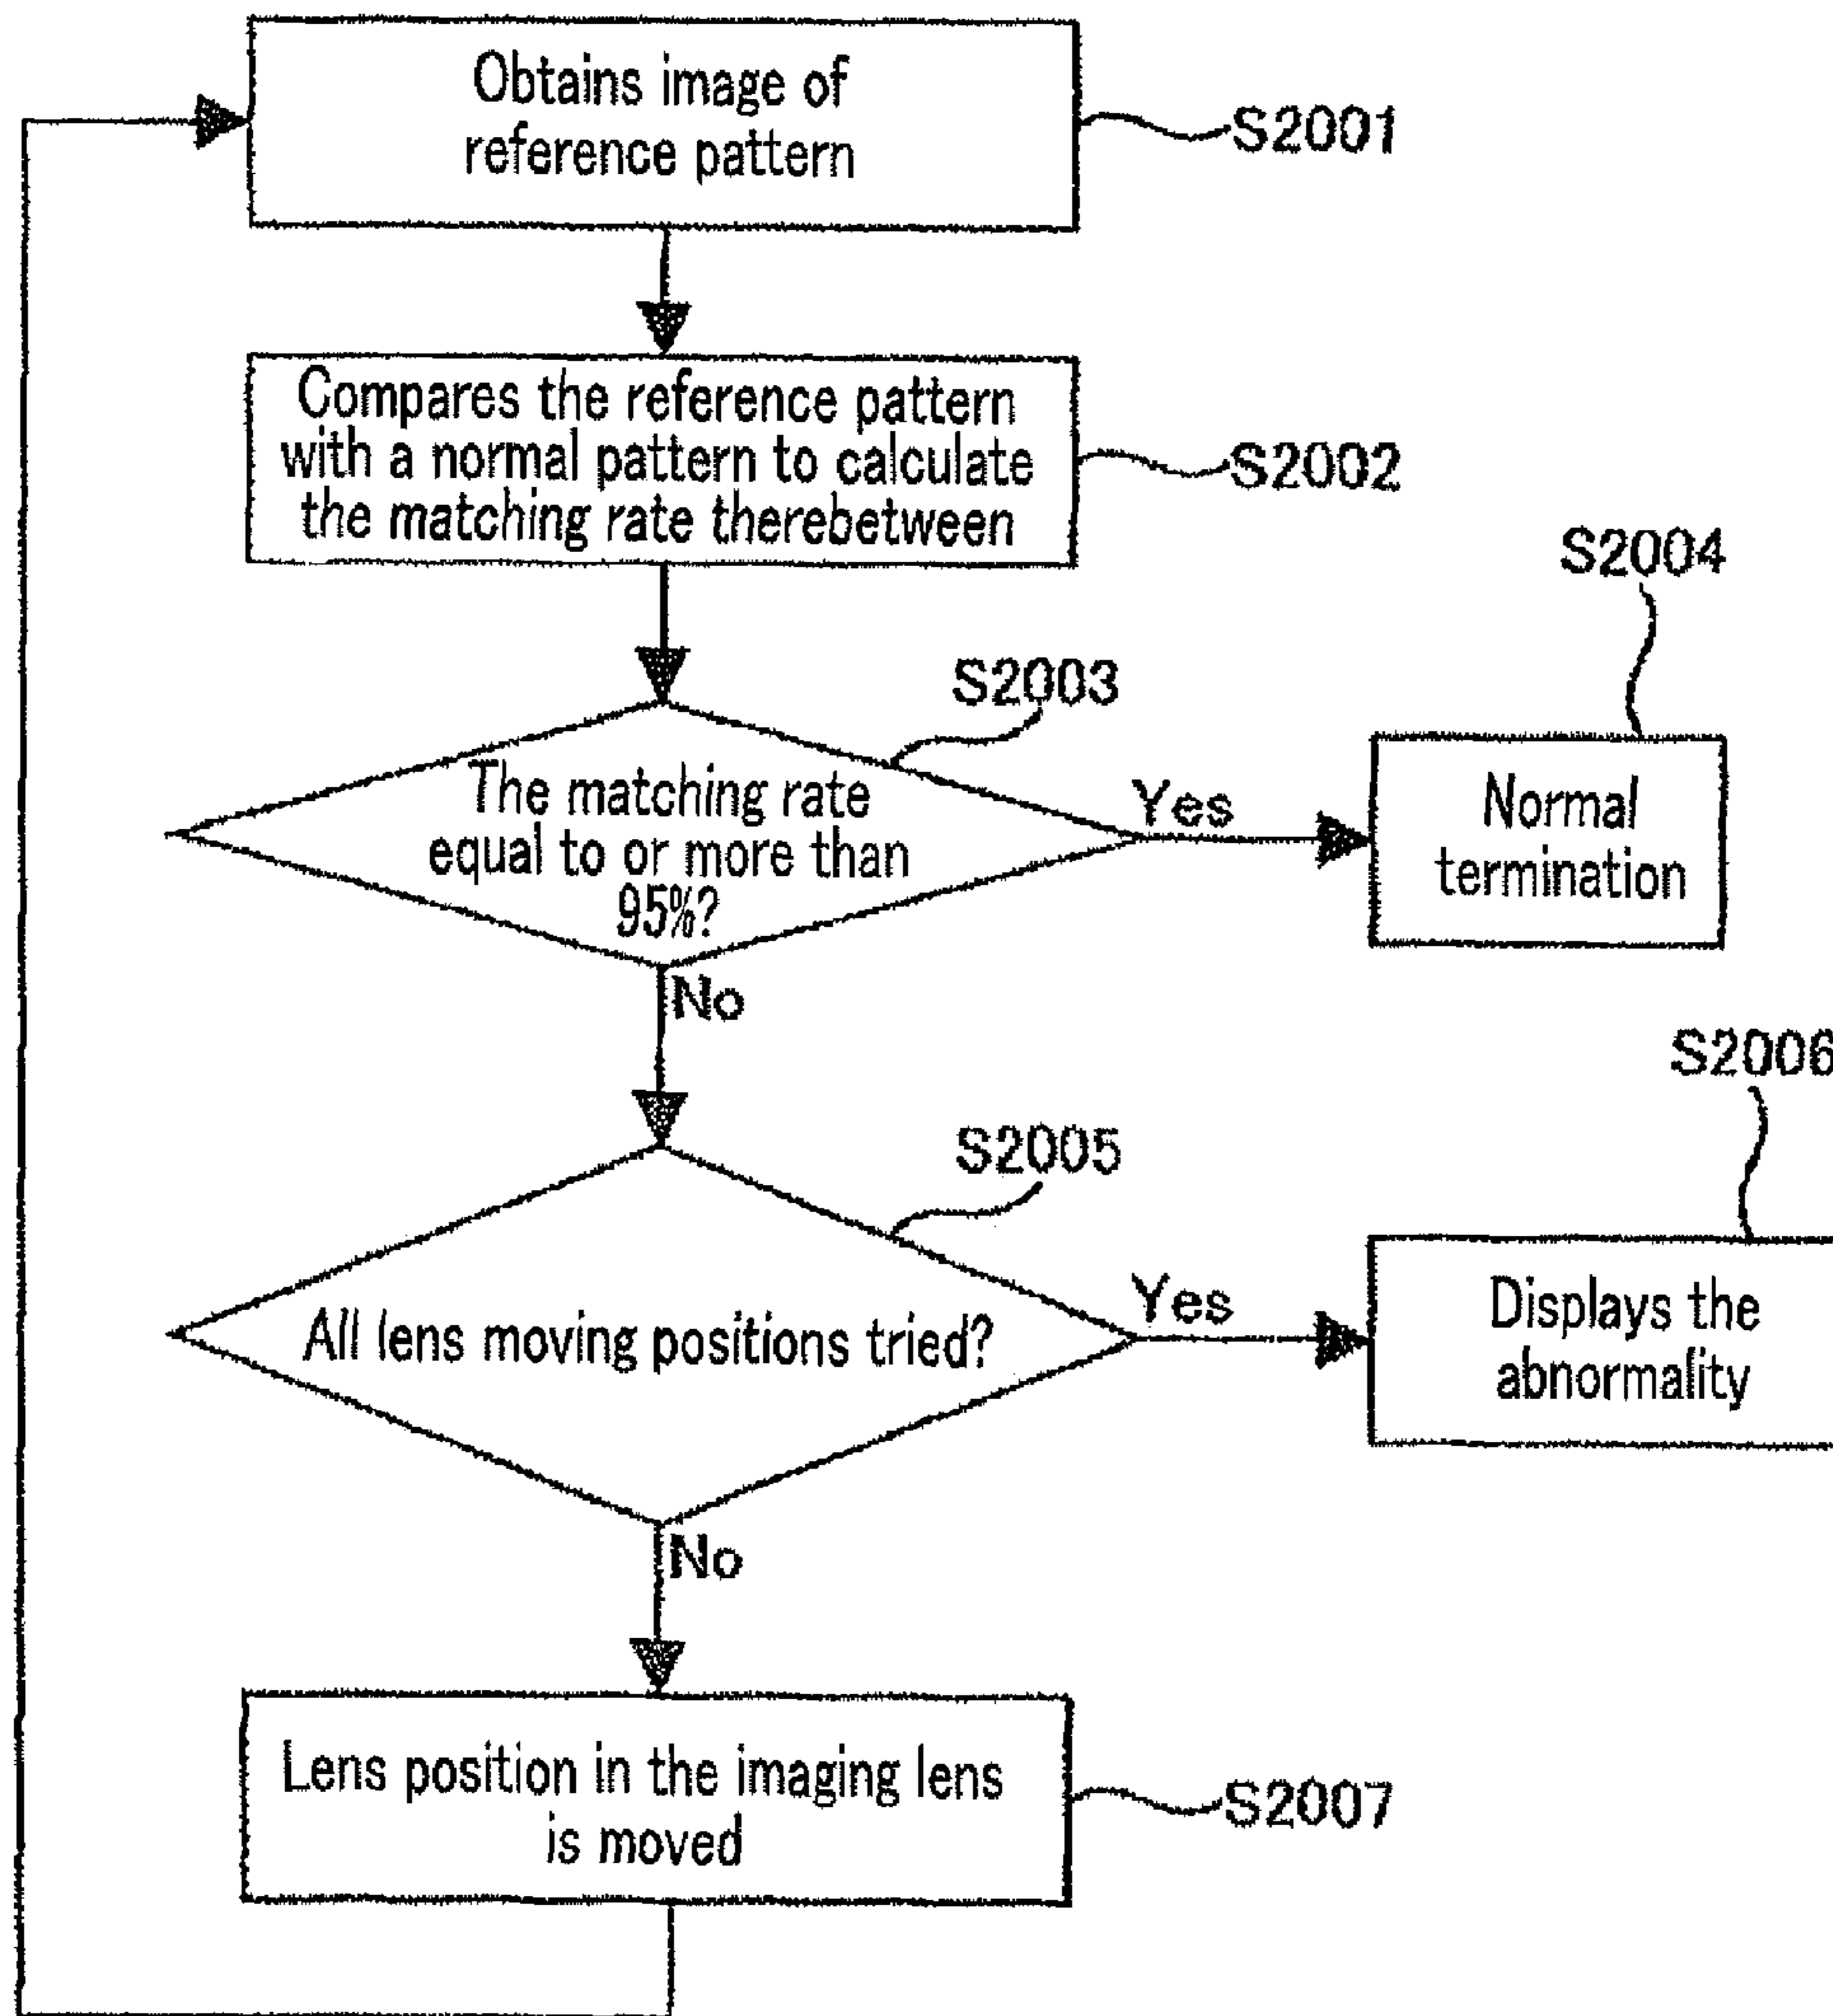 Obtains image of
reference pattern
S2001
Compares the reference pattern
with a normal pattern to calculate
the matching rate therebetween
S2002
S2003
The matching rate
equal to or more than
95%?
Yes
S2004
Normal
termination
No
S2005
All lens moving positions tried?
Yes
S2006
Displays the
abnormality
No
Lens position in the imaging lens
is moved
S2007